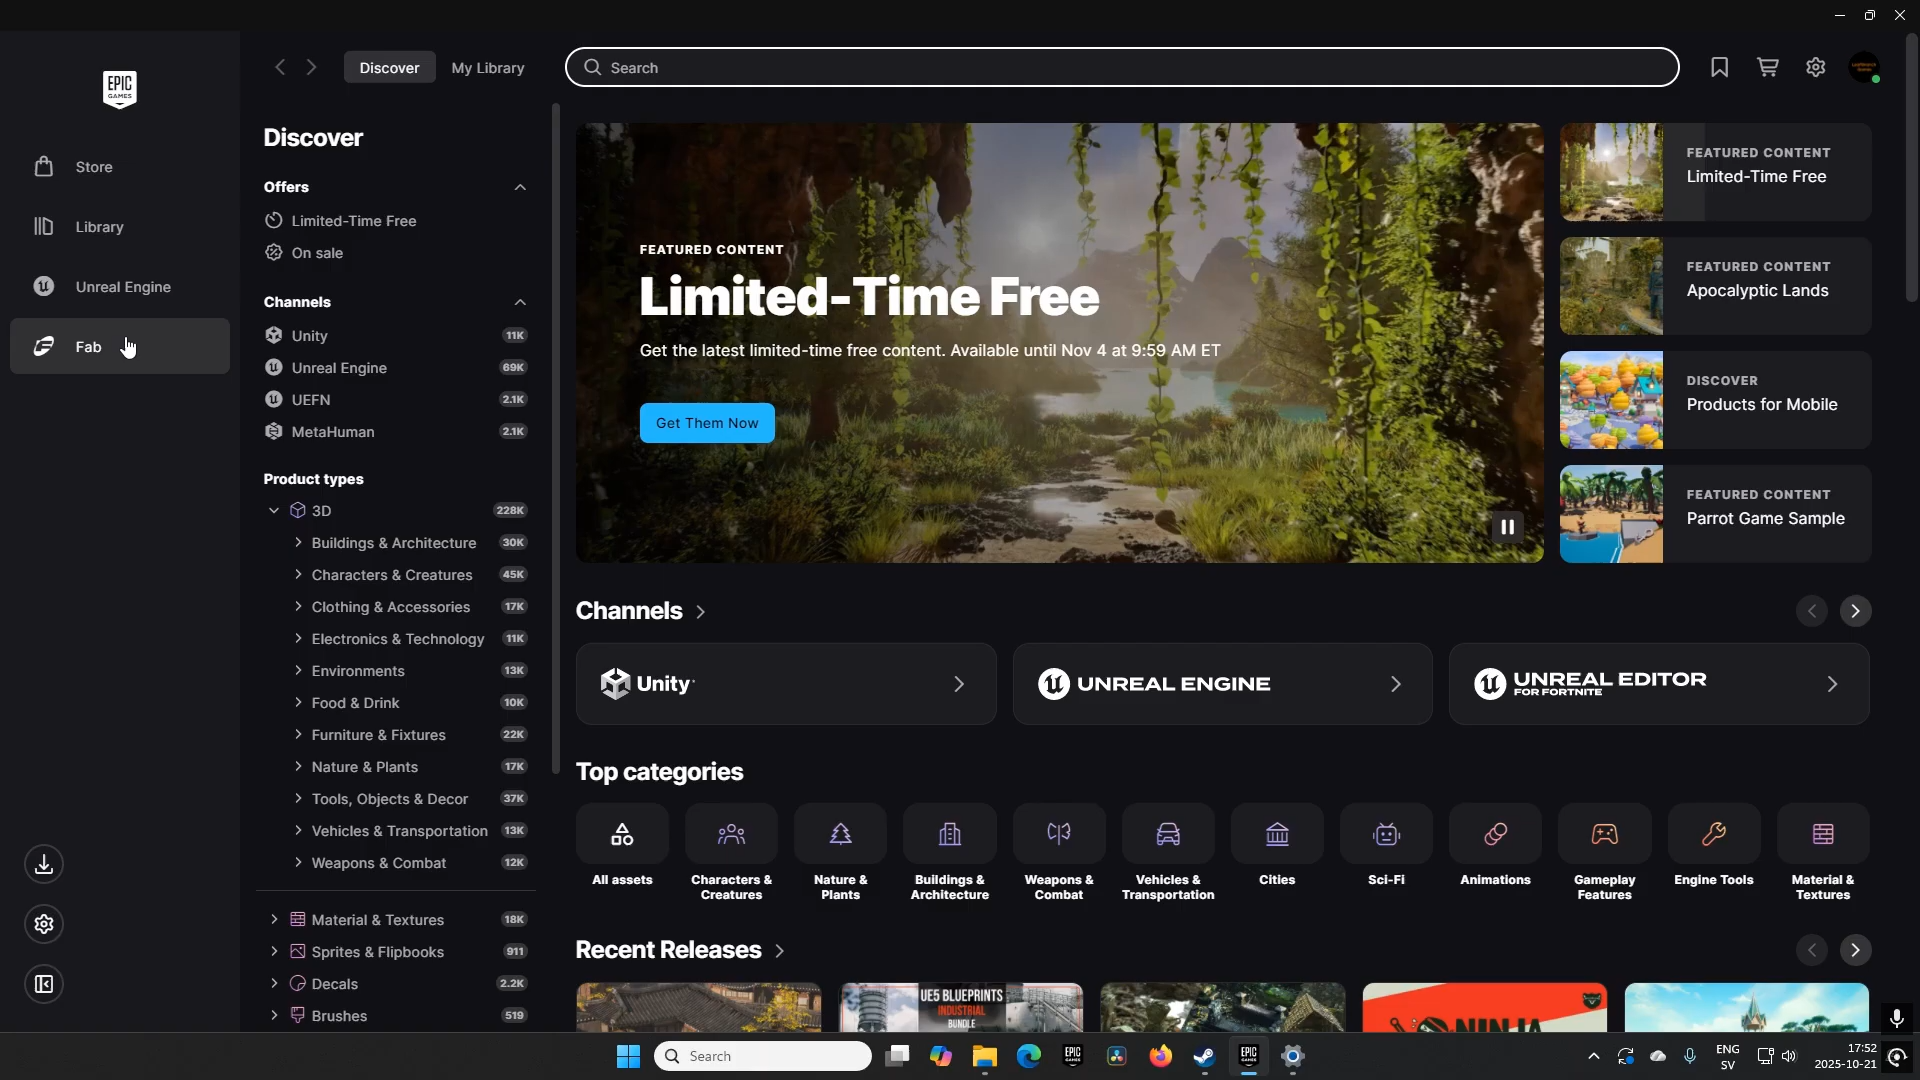 EPIC
GAMES
Store
Library
Unreal Engine
Fab
Discover
My Library
Search
Discover
Offers
Limited-Time Free
On sale
Channels
Unity 11K
Unreal Engine 69K
UEFN 2.1K
MetaHuman 2.1K
Product types
3D 228K
Buildings & Architecture 30K
Characters & Creatures 45K
Clothing & Accessories 17K
Electronics & Technology 11K
Environments 13K
Food & Drink 10K
Furniture & Fixtures 22K
Nature & Plants 17K
Tools, Objects & Decor 37K
Vehicles & Transportation 13K
Weapons & Combat 12K
Material & Textures 18K
Sprites & Flipbooks 911
Decals 2.2K
Brushes 519
FEATURED CONTENT
Limited-Time Free
Get the latest limited-time free content. Available until Nov 4 at 9:59 AM ET
Get Them Now
FEATURED CONTENT
Limited-Time Free
FEATURED CONTENT
Apocalyptic Lands
DISCOVER
Products for Mobile
FEATURED CONTENT
Parrot Game Sample
Channels
Unity
UNREAL ENGINE
UNREAL EDITOR
FOR FORTNITE
Top categories
All assets
Characters &
Creatures
Nature &
Plants
Buildings &
Architecture
Weapons &
Combat
Vehicles &
Transportation
Cities
Sci-Fi
Animations
Gameplay
Features
Engine Tools
Material &
Textures
Recent Releases
UE5 BLUEPRINTS
INDUSTRIAL
BUNDLE
NINJA
Search
EPIC
GAMES
EPIC
GAMES
ENG
SV
17:52
2025-10-21